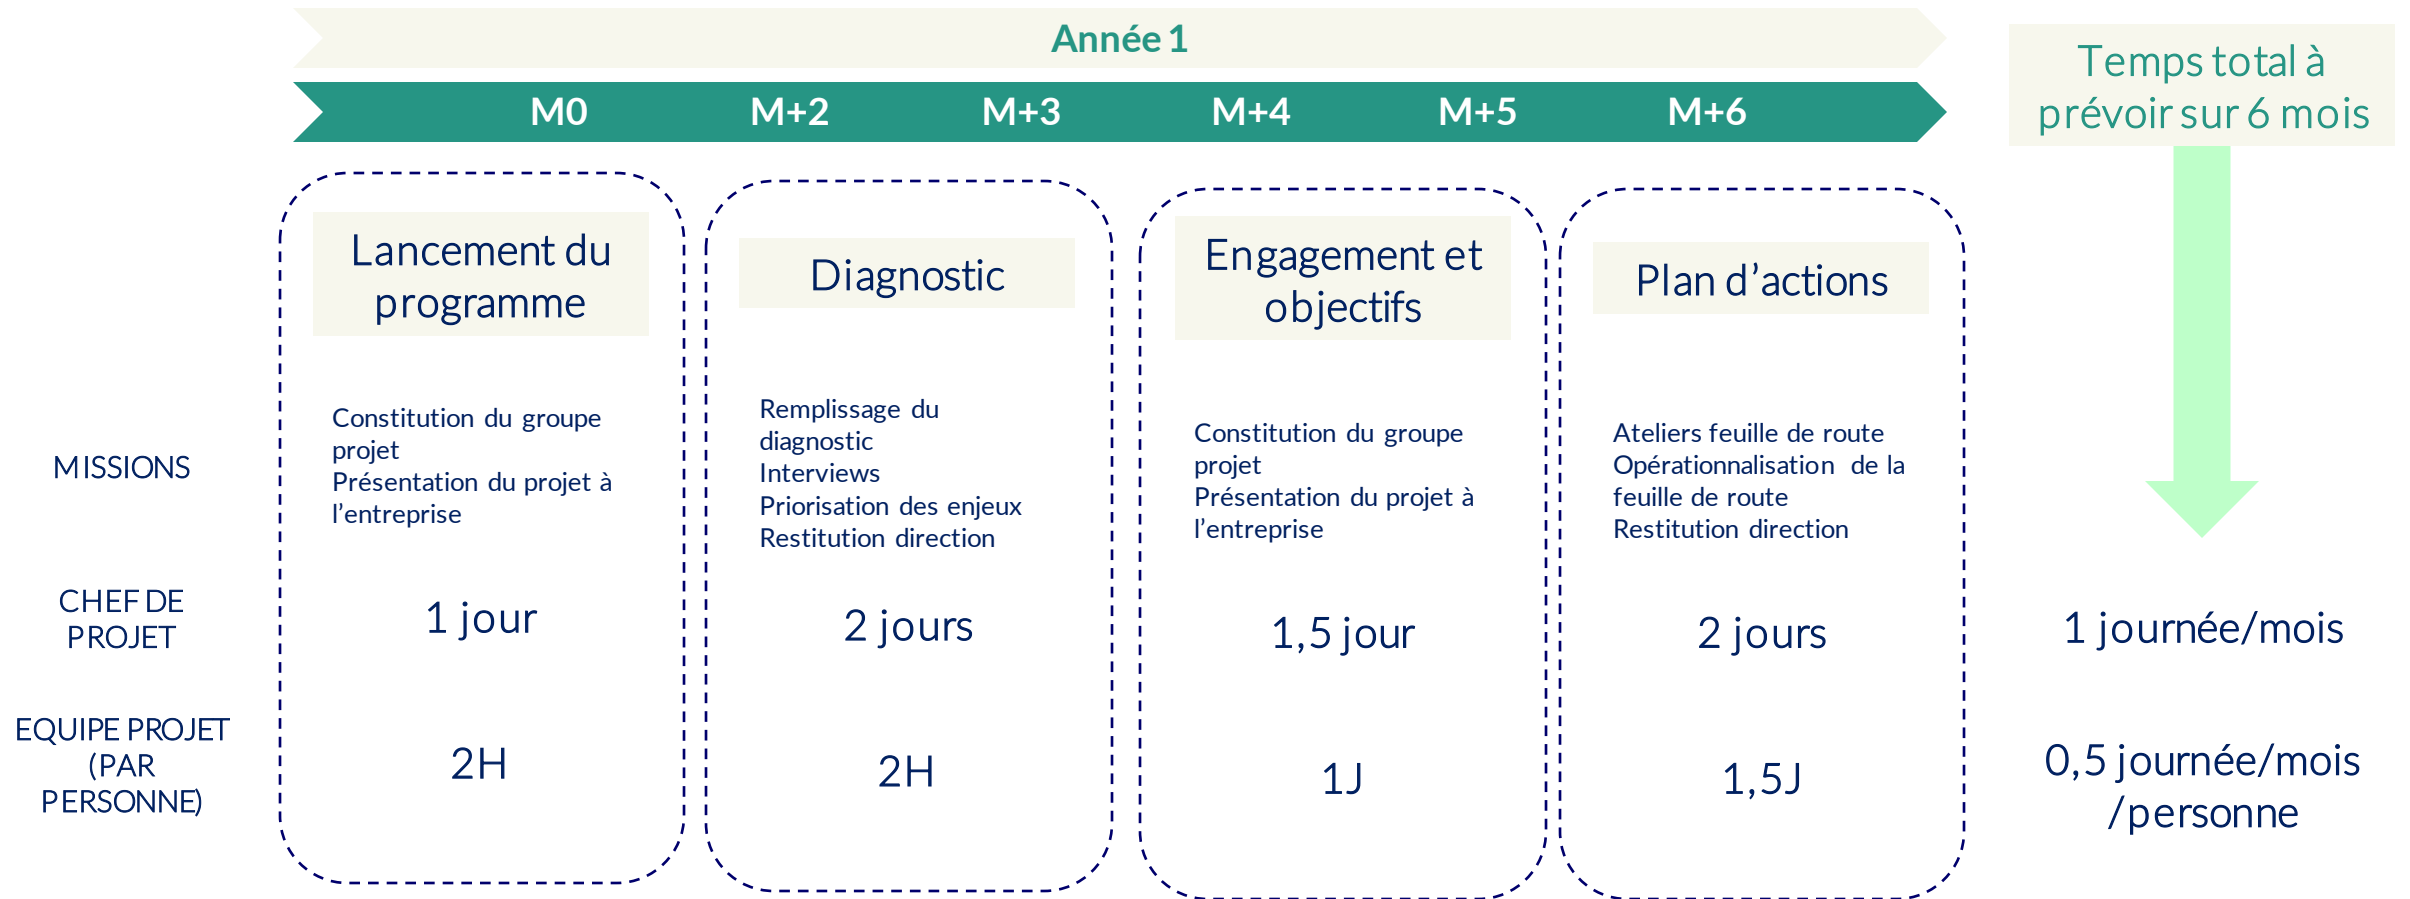 Année 1
Temps total à
prévoir sur 6 mois
M0 M+2 M+3 M+4 M+5 M+6
Lancement du
programme
Diagnostic
Engagement et
objectifs
Plan d’actions
MISSIONS
Constitution du groupe
projet
Présentation du projet à
l’entreprise
Remplissage du
diagnostic
Interviews
Priorisation des enjeux
Restitution direction
Constitution du groupe
projet
Présentation du projet à
l’entreprise
Ateliers feuille de route
Opérationnalisation de la
feuille de route
Restitution direction
CHEF DE
PROJET
1 jour
2 jours
1,5 jour
2 jours
1 journée/mois
EQUIPE PROJET
(PAR
PERSONNE)
2H
2H
1J
1,5J
0,5 journée/mois
/personne